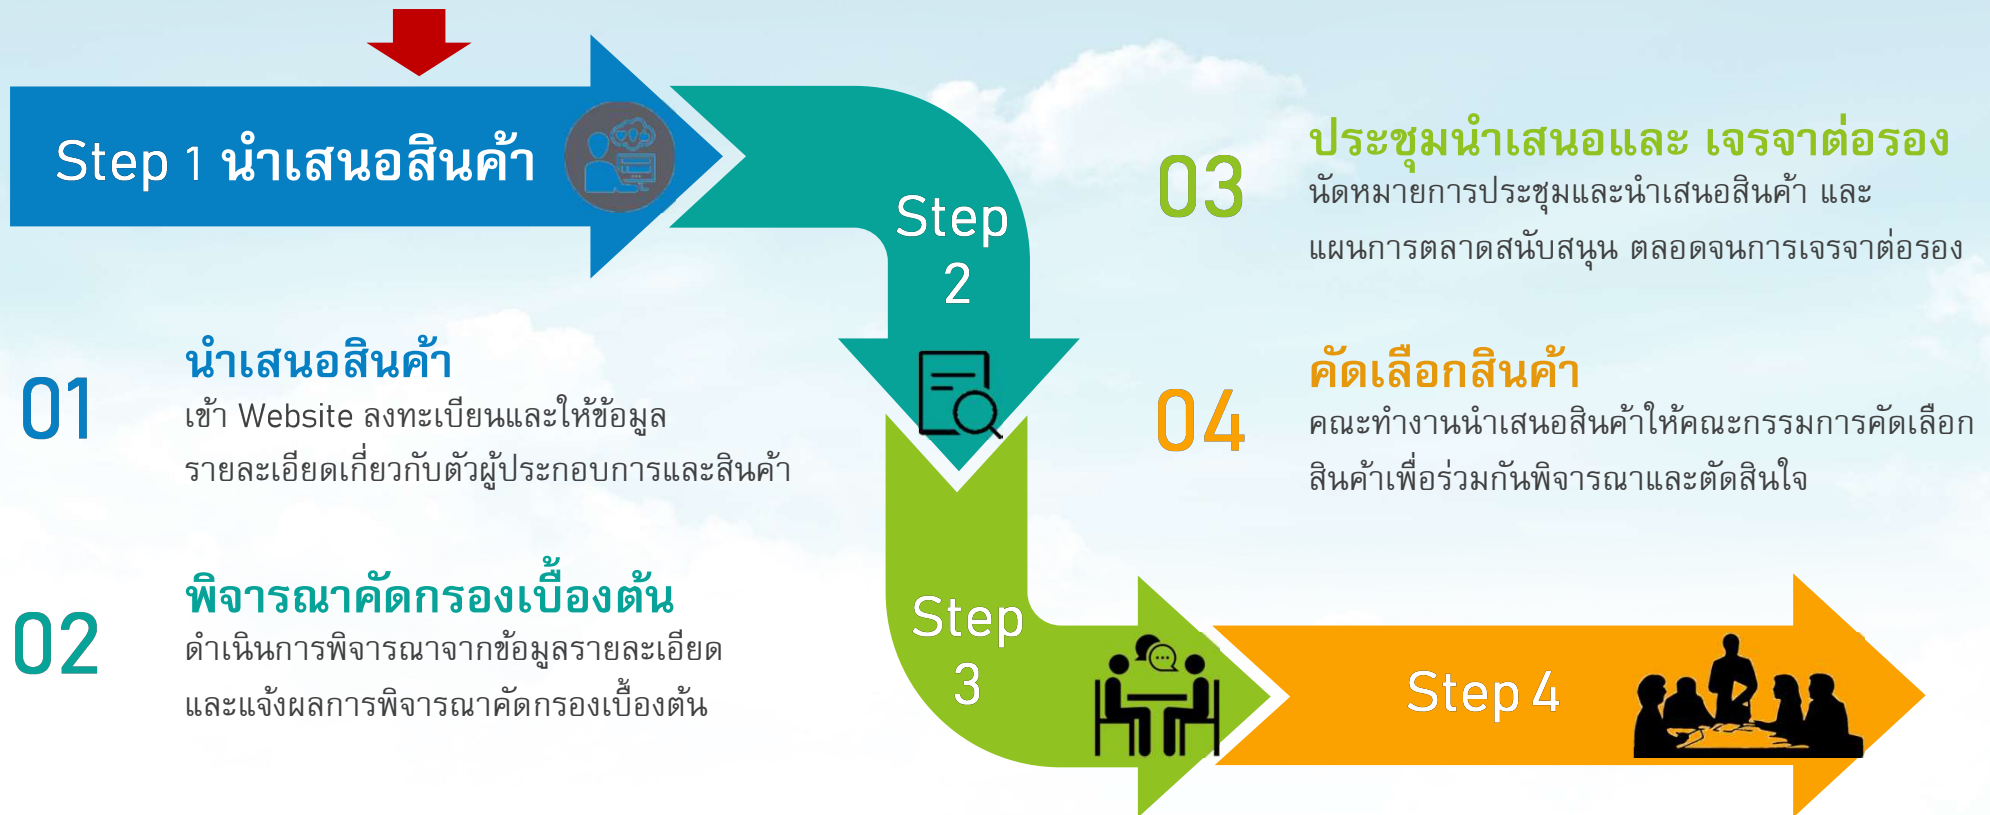 Step 1 นำเสนอสินค้า
Step
2
Step
3
Step 4
01
นำเสนอสินค้า
เข้า Website ลงทะเบียนและให้ข้อมูล
รายละเอียดเกี่ยวกับตัวผู้ประกอบการและสินค้า
02
พิจารณาคัดกรองเบื้องต้น
ดำเนินการพิจารณาจากข้อมูลรายละเอียด
และแจ้งผลการพิจารณาคัดกรองเบื้องต้น
03
ประชุมนำเสนอและ เจรจาต่อรอง
นัดหมายการประชุมและนำเสนอสินค้า และ
แผนการตลาดสนับสนุน ตลอดจนการเจรจาต่อรอง
04
คัดเลือกสินค้า
คณะทำงานนำเสนอสินค้าให้คณะกรรมการคัดเลือก
สินค้าเพื่อร่วมกันพิจารณาและตัดสินใจ